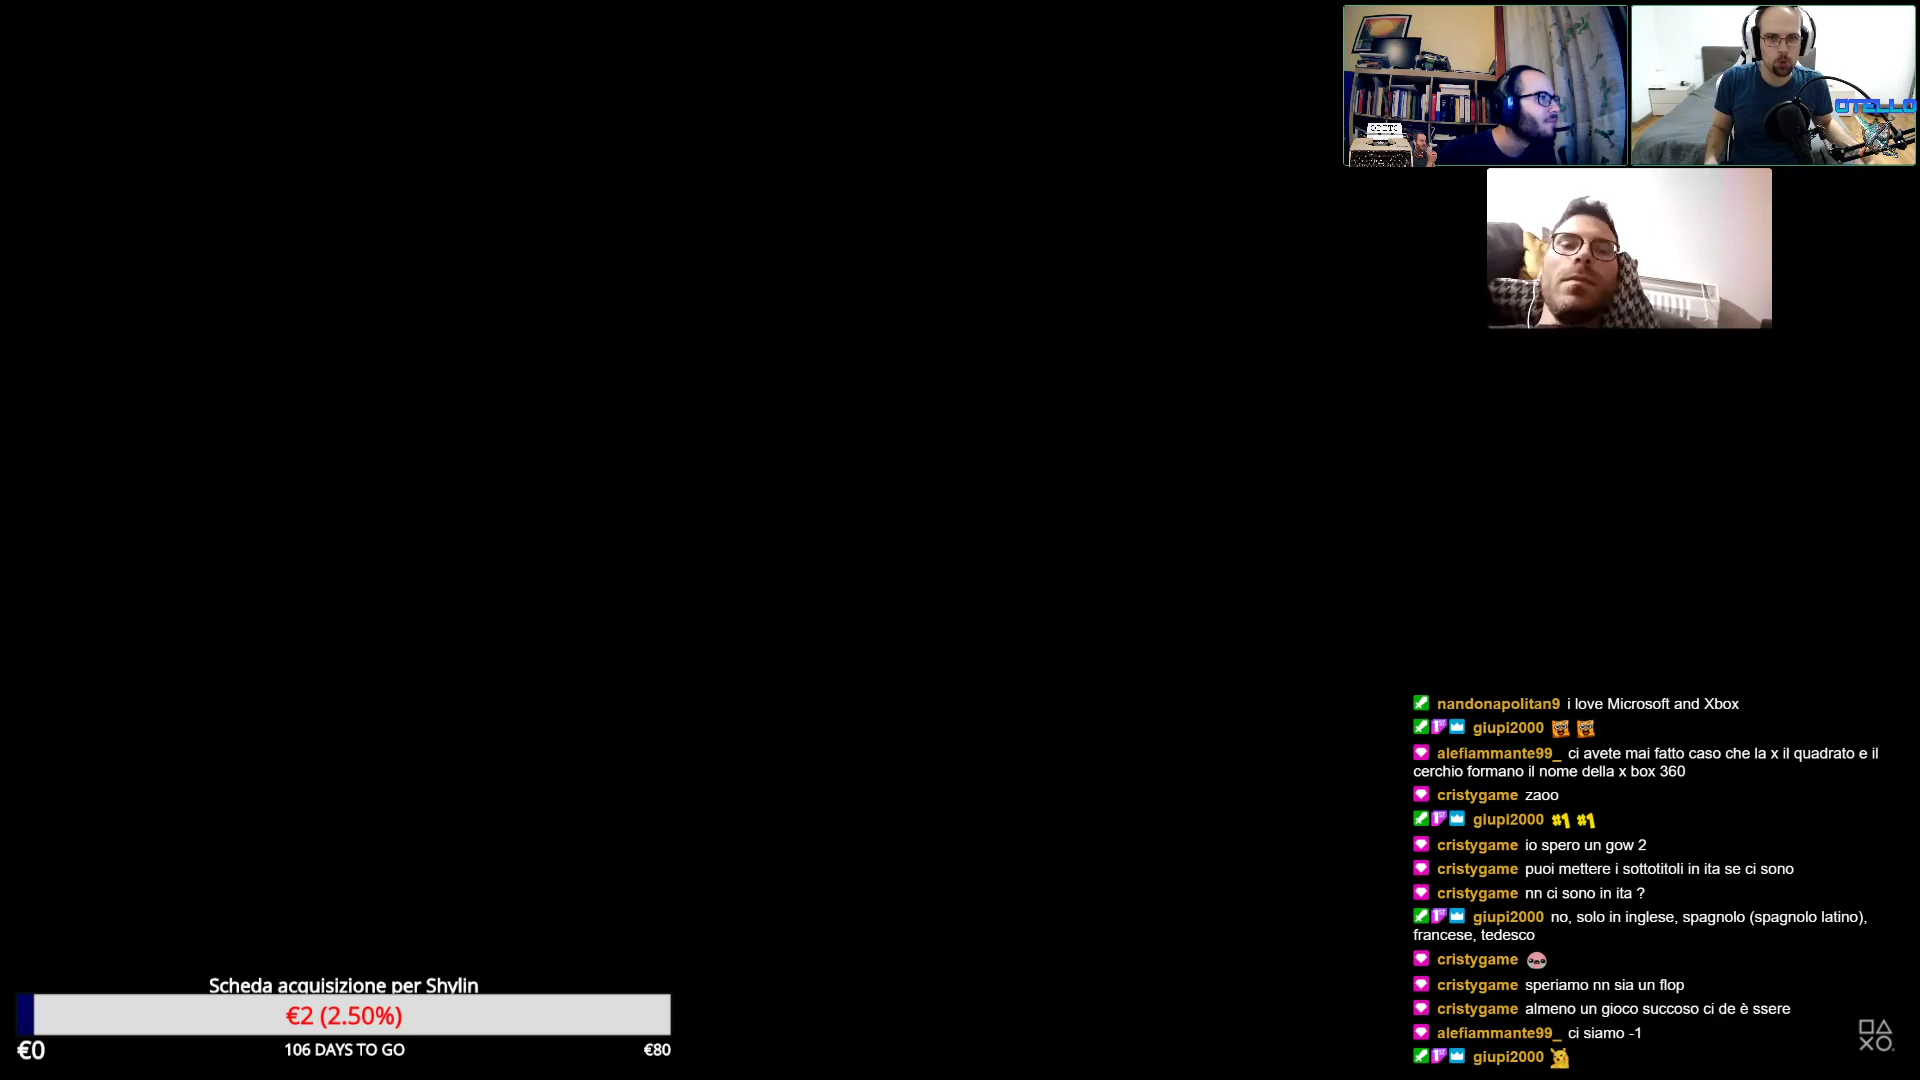 OTELLO
nandonapolitan9 i love Microsoft and Xbox
giupi2000
alefiammante99_ ci avete mai fatto caso che la x il quadrato e il
cerchio formano il nome della x box 360
cristygame zaoo
giupi2000 #1 #1
cristygame io spero un gow 2
cristygame puoi mettere i sottotitoli in ita se ci sono
cristygame nn ci sono in ita ?
giupi2000 no, solo in inglese, spagnolo (spagnolo latino),
francese, tedesco
cristygame
cristygame speriamo nn sia un flop
cristygame almeno un gioco succoso ci de è ssere
alefiammante99_ ci siamo -1
giupi2000
Scheda acquisizione per Shylin
€2 (2.50%)
€0 106 DAYS TO GO €80